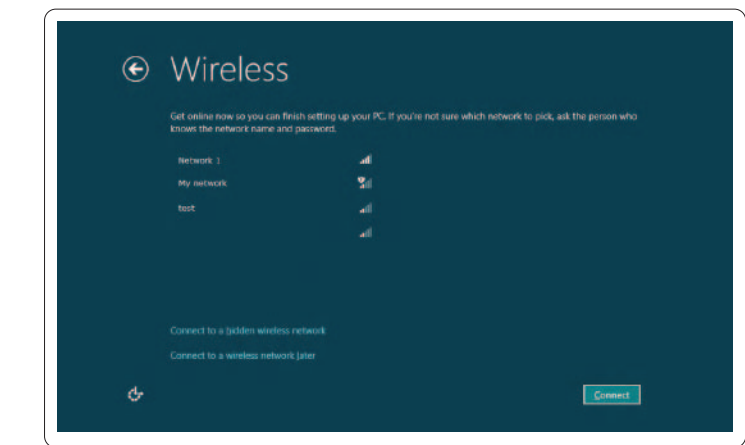 Wireless
Get online now so you can finish setting up your PC. If you're not sure which network to pick, ask the person who
knows the network name and password.
Network 1
My network
test
Connect to a hidden wireless network
Connect to a wireless network later
Connect